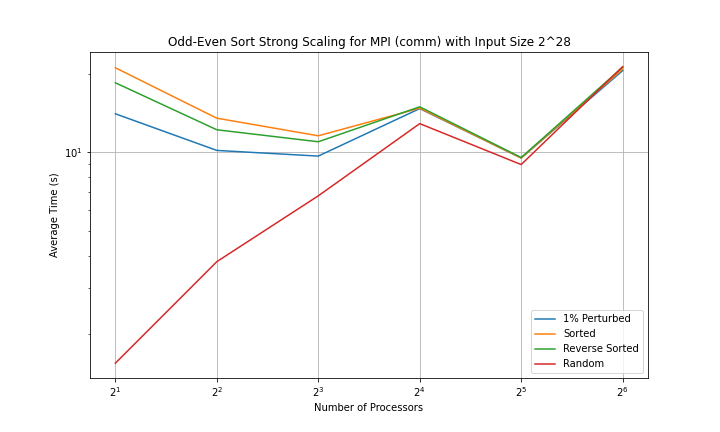 Odd-Even Sort Strong Scaling for MPI (comm) with Input Size 2^28
Average Time (s)
10¹
1% Perturbed
Sorted
Reverse Sorted
Random
2¹ 2² 2³ 2⁴ 2⁵ 2⁶
Number of Processors